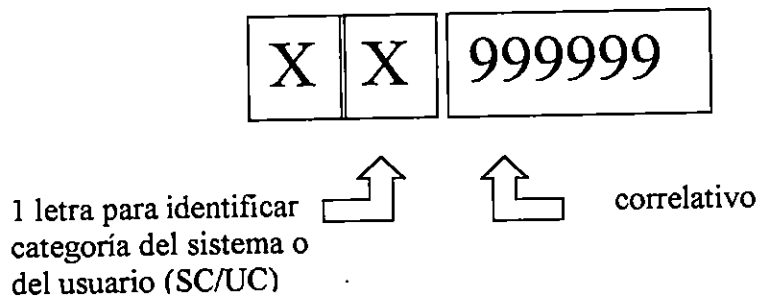 X X 999999
1 letra para identificar
categoría del sistema o
del usuario (SC/UC)
correlativo